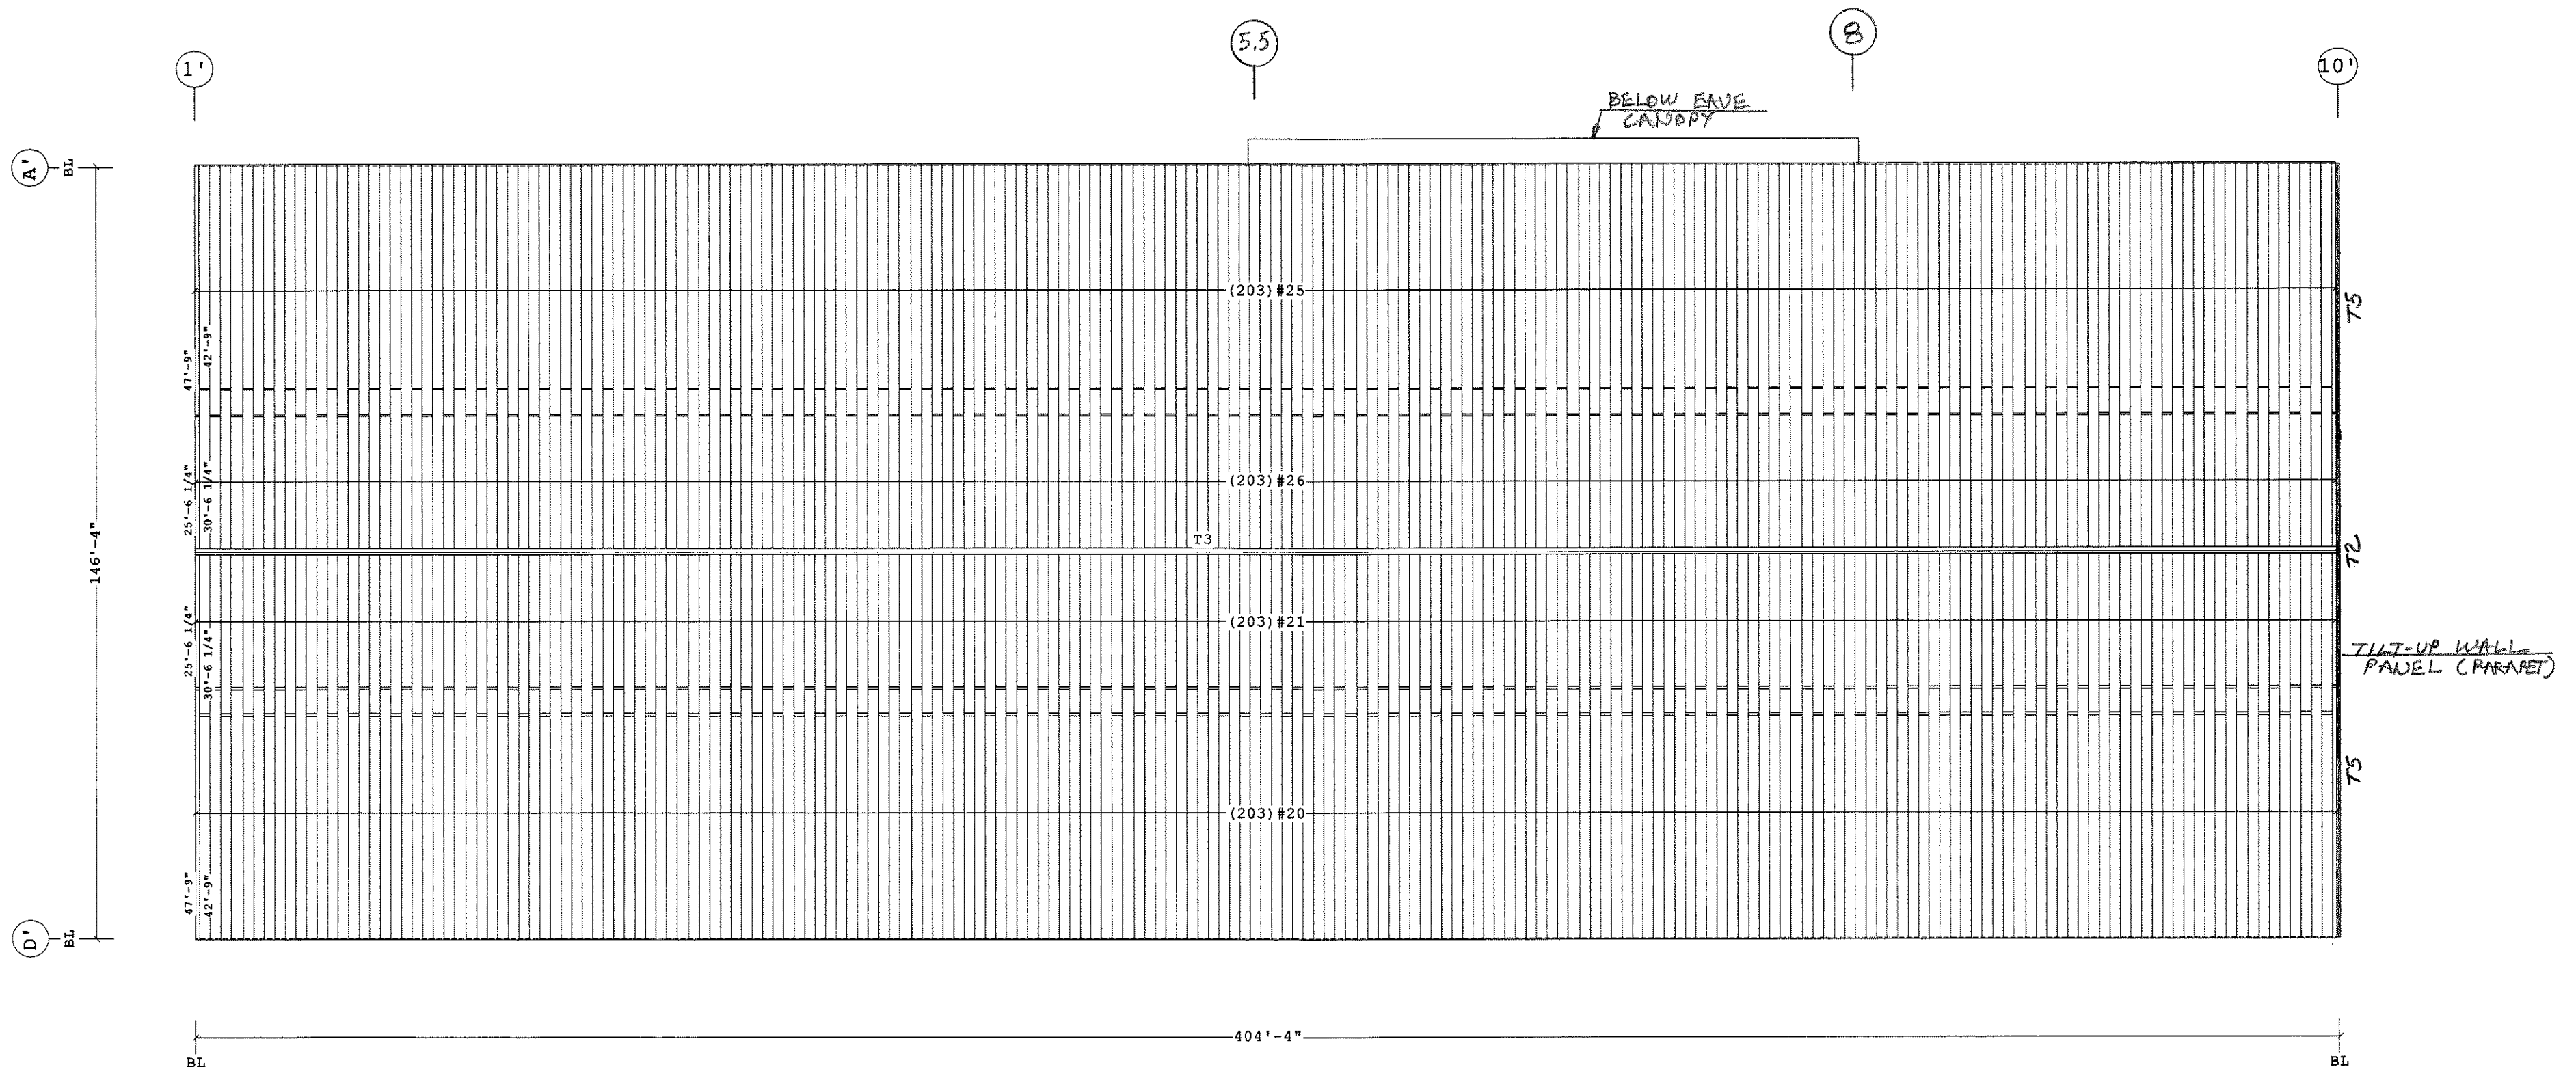 5.5
8
1'
10'
BELOW EAVE
CANOPY
A'
BL
(203)#25
T5
47'-9"
42'-9"
(203)#26
25'-6 1/4"
30'-6 1/4"
146'-4"
T3
T2
25'-6 1/4"
30'-6 1/4"
(203)#21
TILT-UP WALL
PANEL (PARAPET)
T5
(203)#20
47'-9"
42'-9"
D'
BL
404'-4"
BL
BL